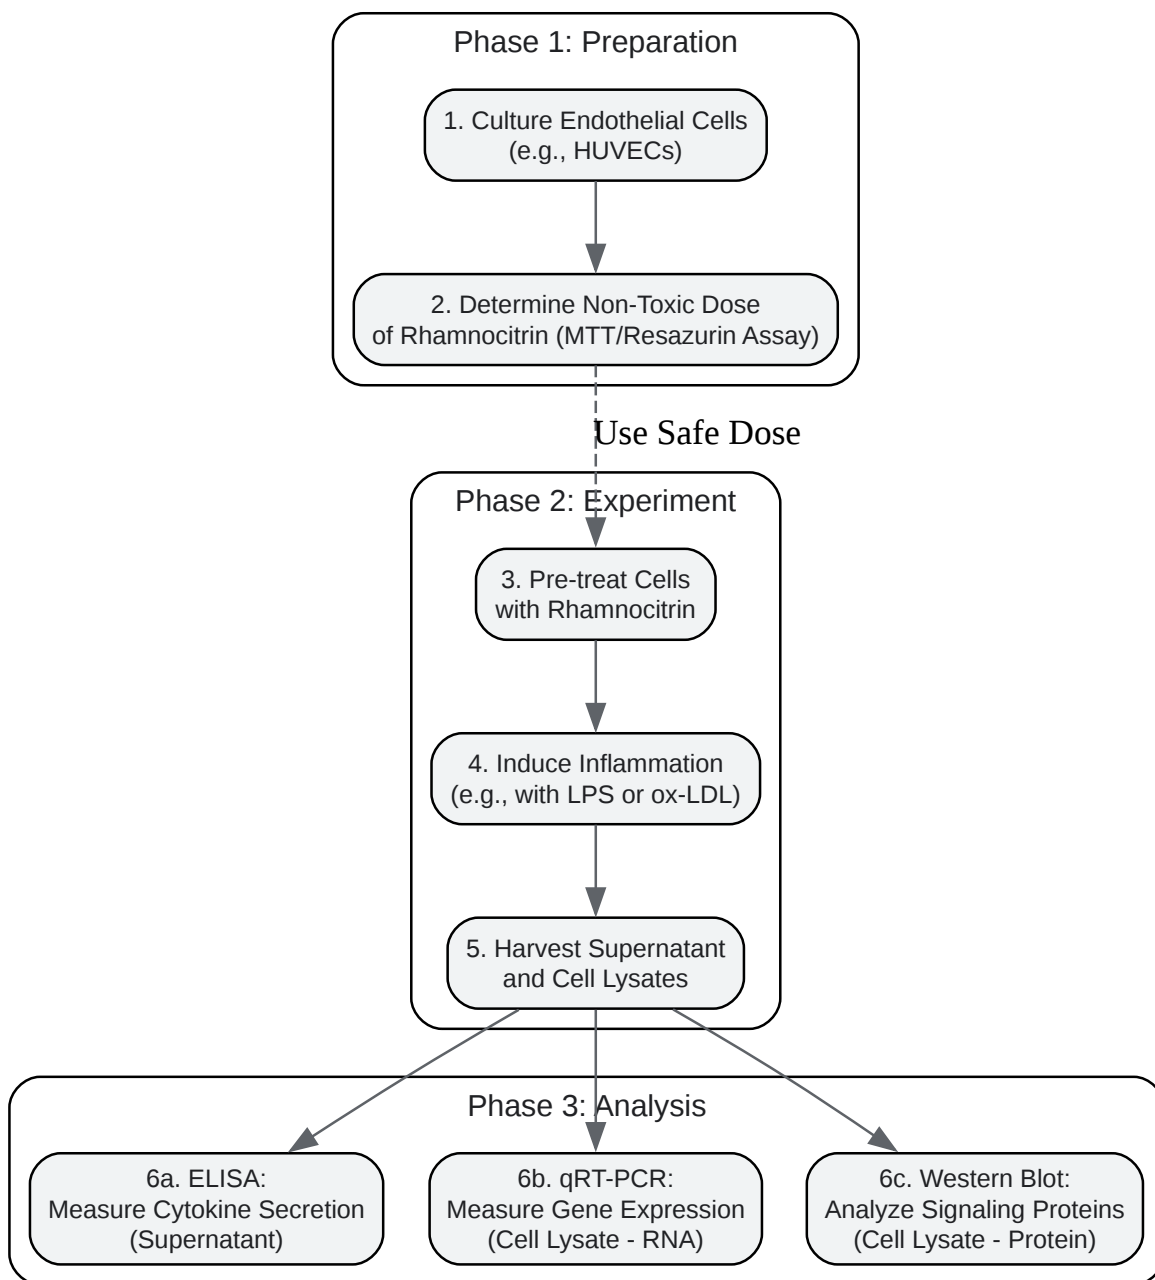 Phase 1: Preparation
1. Culture Endothelial Cells
(e.g., HUVECs)
2. Determine Non-Toxic Dose
of Rhamnocitrin (MTT/Resazurin Assay)
Use Safe Dose
Phase 2: Experiment
3. Pre-treat Cells
with Rhamnocitrin
4. Induce Inflammation
(e.g., with LPS or ox-LDL)
5. Harvest Supernatant
and Cell Lysates
Phase 3: Analysis
6a. ELISA:
Measure Cytokine Secretion
(Supernatant)
6b. qRT-PCR:
Measure Gene Expression
(Cell Lysate - RNA)
6c. Western Blot:
Analyze Signaling Proteins
(Cell Lysate - Protein)